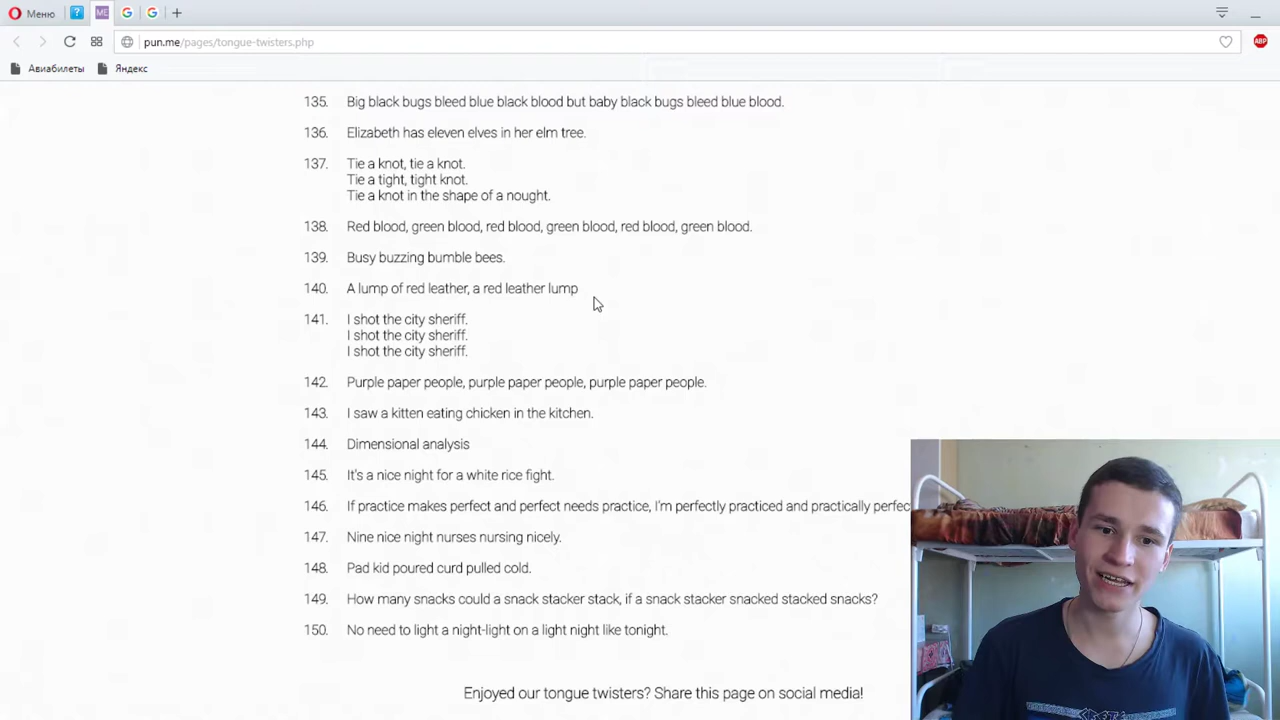 Меню
?
ME
G
G
+
pun.me/pages/tongue-twisters.php
ABP
Авиабилеты
Яндекс
135. Big black bugs bleed blue black blood but baby black bugs bleed blue blood.
136. Elizabeth has eleven elves in her elm tree.
137. Tie a knot, tie a knot.
Tie a tight, tight knot.
Tie a knot in the shape of a nought.
138. Red blood, green blood, red blood, green blood, red blood, green blood.
139. Busy buzzing bumble bees.
140. A lump of red leather, a red leather lump
141. I shot the city sheriff.
I shot the city sheriff.
I shot the city sheriff.
142. Purple paper people, purple paper people, purple paper people.
143. I saw a kitten eating chicken in the kitchen.
144. Dimensional analysis
145. It's a nice night for a white rice fight.
146. If practice makes perfect and perfect needs practice, I'm perfectly practiced and practically perfec
147. Nine nice night nurses nursing nicely.
148. Pad kid poured curd pulled cold.
149. How many snacks could a snack stacker stack, if a snack stacker snacked stacked snacks?
150. No need to light a night-light on a light night like tonight.
Enjoyed our tongue twisters? Share this page on social media!